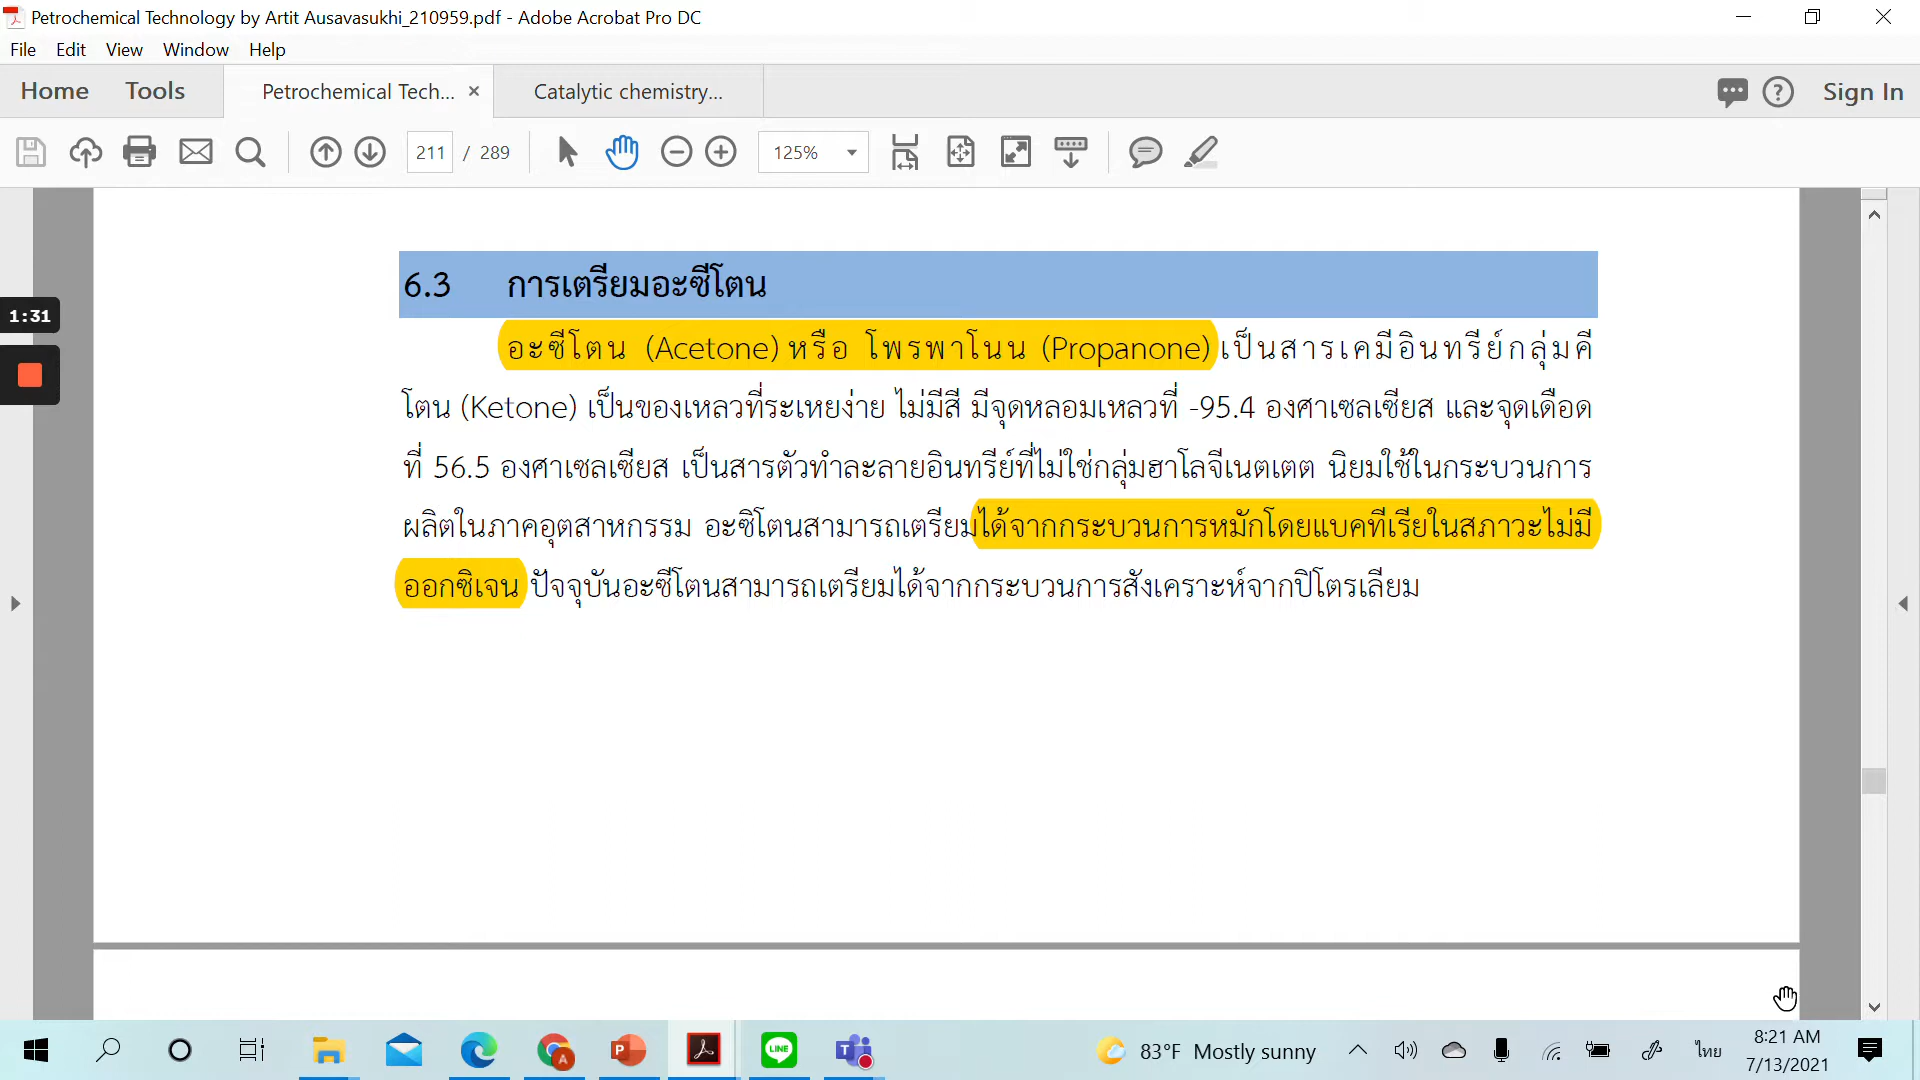 Petrochemical Technology by Artit Ausavasukhi_210959.pdf - Adobe Acrobat Pro DC
File Edit View Window Help
Home Tools Petrochemical Tech... × Catalytic chemistry... Sign In
211 / 289 125%
6.3 การเตรียมอะซีโตน
1:31
อะซีโตน (Acetone) หรือ โพรพาโนน (Propanone) เป็นสารเคมีอินทรีย์กลุ่มคี
โตน (Ketone) เป็นของเหลวที่ระเหยง่าย ไม่มีสี มีจุดหลอมเหลวที่ -95.4 องศาเซลเซียส และจุดเดือด
ที่ 56.5 องศาเซลเซียส เป็นสารตัวทำละลายอินทรีย์ที่ไม่ใช่กลุ่มฮาโลจีเนตเตต นิยมใช้ในกระบวนการ
ผลิตในภาคอุตสาหกรรม อะซิโตนสามารถเตรียมได้จากกระบวนการหมักโดยแบคทีเรียในสภาวะไม่มี
ออกซิเจน ปัจจุบันอะซีโตนสามารถเตรียมได้จากกระบวนการสังเคราะห์จากปิโตรเลียม
83°F Mostly sunny ไทย 8:21 AM
7/13/2021
LINE